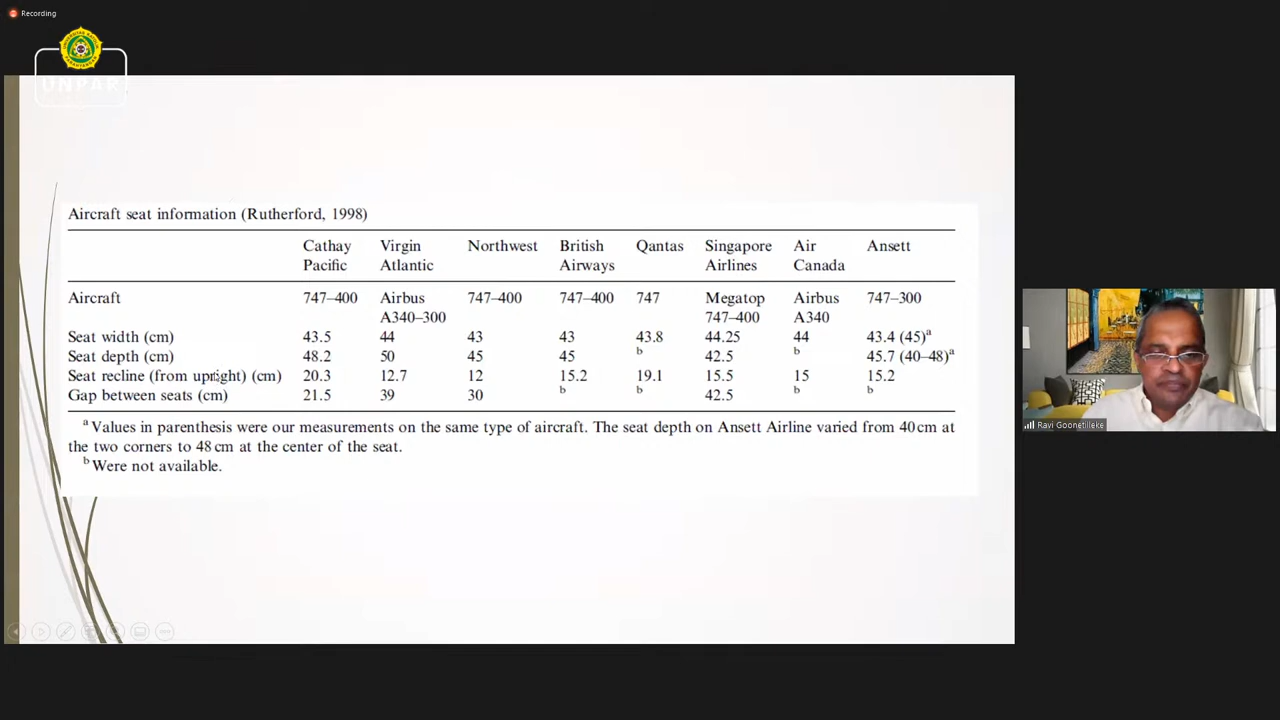 Recording
UNPAR
Aircraft seat information (Rutherford, 1998)
Cathay Pacific Virgin Atlantic Northwest British Airways Qantas Singapore Airlines Air Canada Ansett
Aircraft 747–400 Airbus A340–300 747–400 747–400 747 Megatop 747–400 Airbus A340 747–300
Seat width (cm) 43.5 44 43 43 43.8 44.25 44 43.4 (45)a
Seat depth (cm) 48.2 50 45 45 b 42.5 b 45.7 (40–48)a
Seat recline (from upright) (cm) 20.3 12.7 12 15.2 19.1 15.5 15 15.2
Gap between seats (cm) 21.5 39 30 b b 42.5 b b
a Values in parenthesis were our measurements on the same type of aircraft. The seat depth on Ansett Airline varied from 40 cm at
the two corners to 48 cm at the center of the seat.
b Were not available.
Ravi Goonetilleke